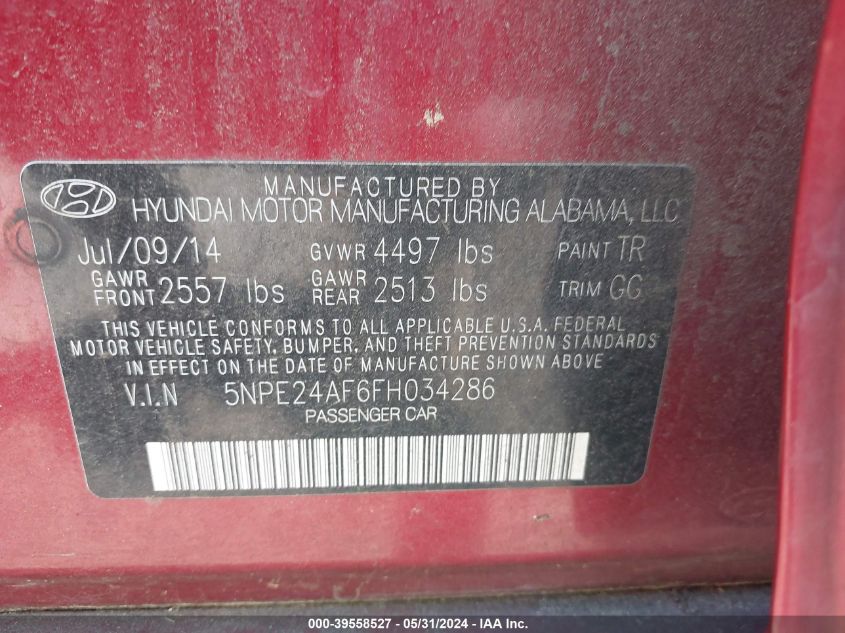 MANUFACTURED BY
HYUNDAI MOTOR MANUFACTURING ALABAMA, LLC
Jul/09/14 GVWR 4497 lbs PAINT TR
GAWR FRONT 2557 lbs GAWR REAR 2513 lbs TRIM GG
THIS VEHICLE CONFORMS TO ALL APPLICABLE U.S.A. FEDERAL
MOTOR VEHICLE SAFETY, BUMPER, AND THEFT PREVENTION STANDARDS
IN EFFECT ON THE DATE OF MANUFACTURE SHOWN ABOVE
V.I.N 5NPE24AF6FH034286
PASSENGER CAR
000-39558527 - 05/31/2024 - IAA Inc.